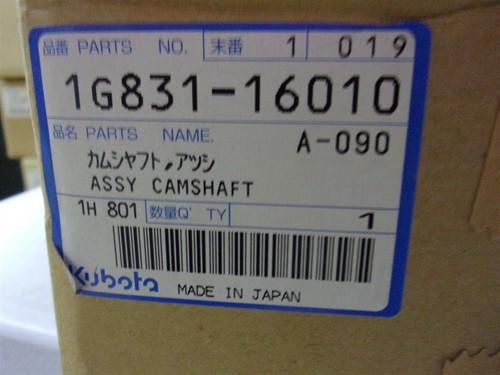 品番 PARTS NO. 末番 1 019
1G831-16010
品名 PARTS NAME. A-090
カムシヤフト,アツシ
ASSY CAMSHAFT
1H 801 数量Q'TY 1
Kubota MADE IN JAPAN